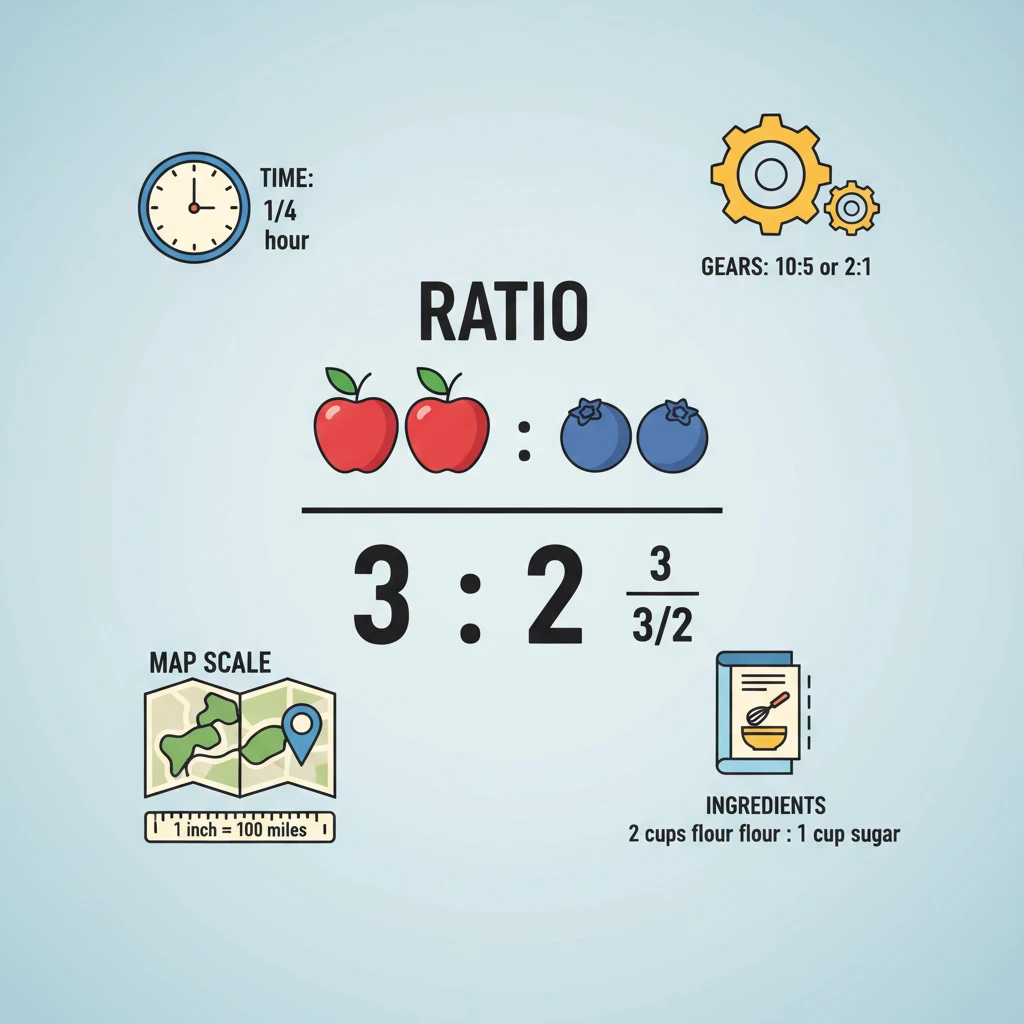 TIME:
1/4
hour
GEARS: 10:5 or 2:1
RATIO
:
3 : 2
3
3/2
MAP SCALE
1 inch = 100 miles
INGREDIENTS
2 cups flour flour : 1 cup sugar